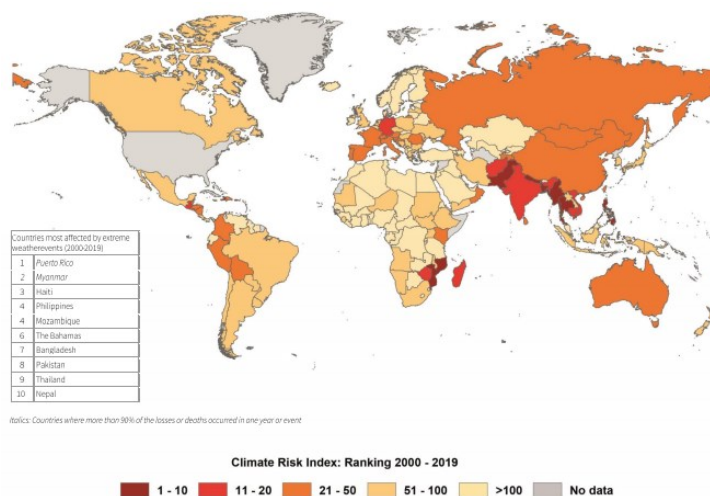 Countries most affected by extreme
weatherevents (2000-2019)
1 Puerto Rico
2 Myanmar
3 Haiti
4 Philippines
4 Mozambique
6 The Bahamas
7 Bangladesh
8 Pakistan
9 Thailand
10 Nepal
Italics: Countries where more than 90% of the losses or deaths occurred in one year or event
Climate Risk Index: Ranking 2000 - 2019
1 - 10 11 - 20 21 - 50 51 - 100 >100 No data